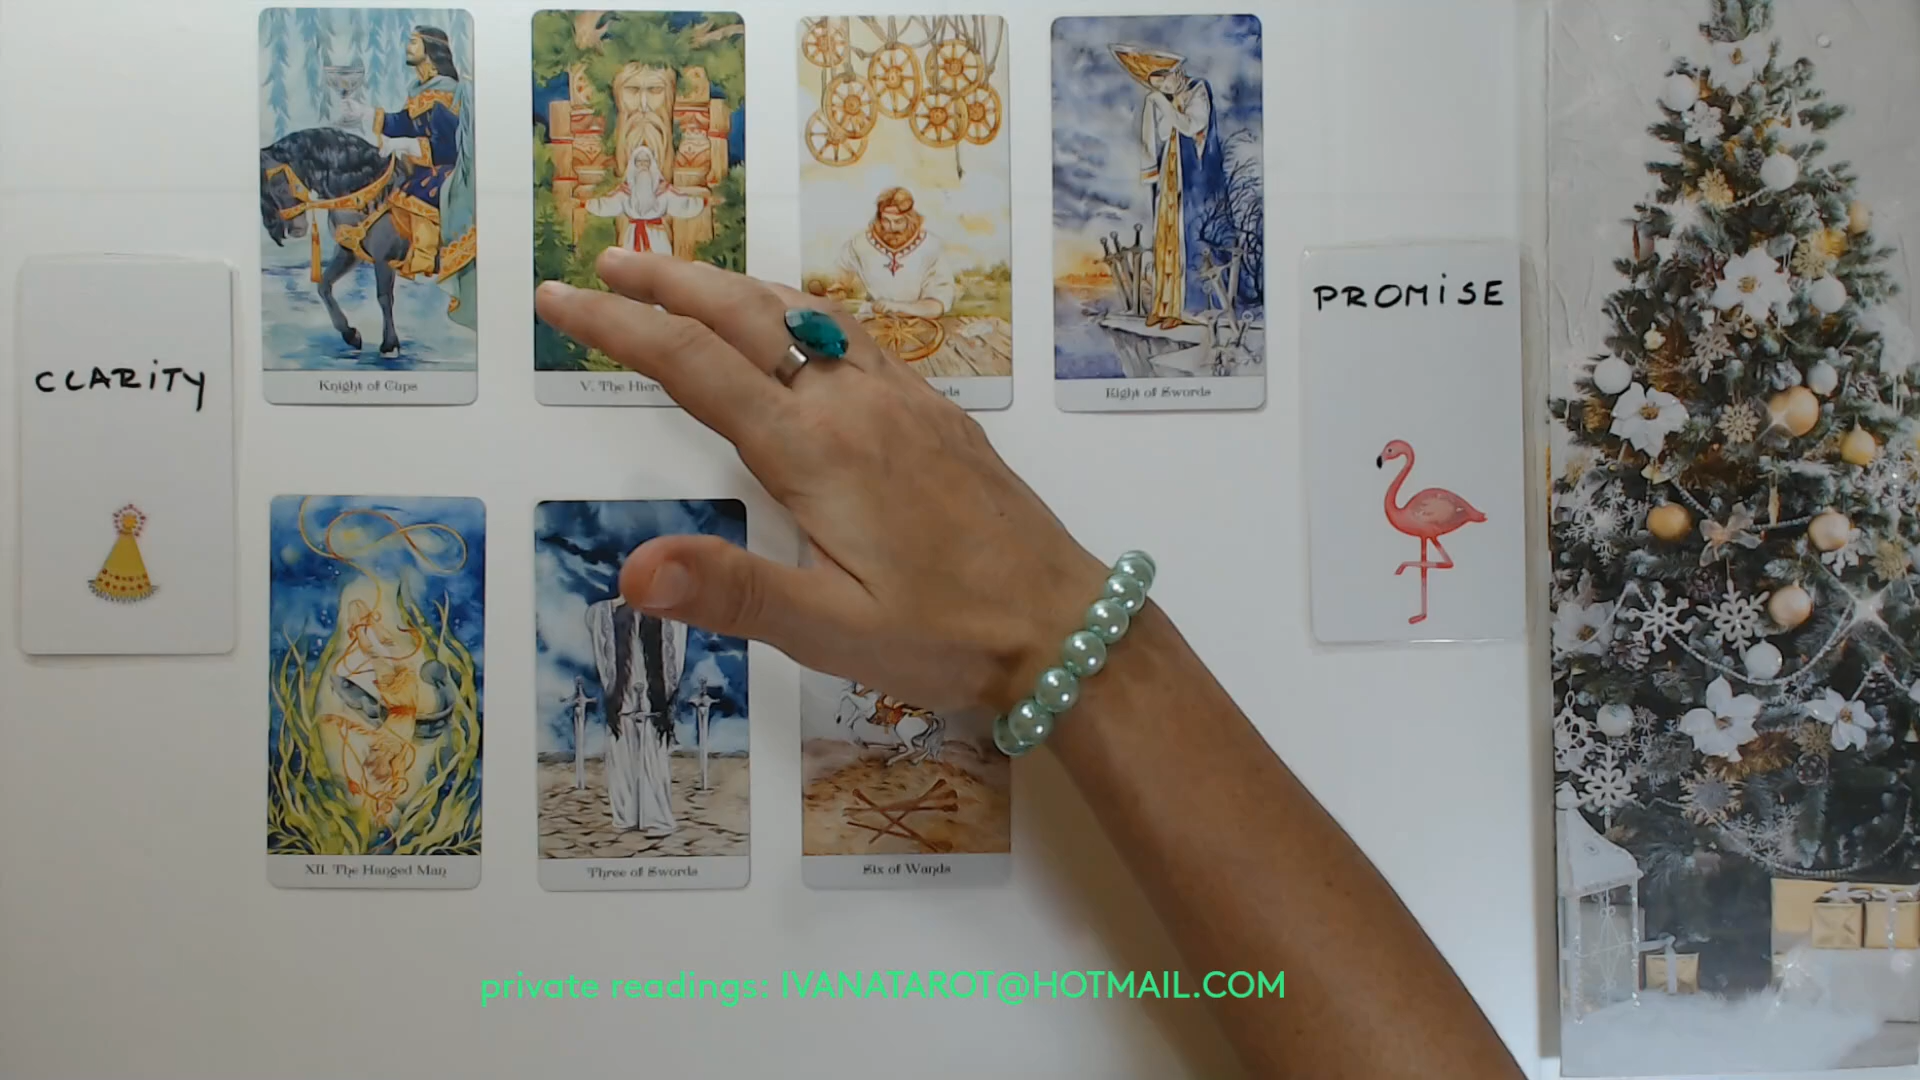 CLARITY
Knight of Cups
V. The
Eight of Swords
PROMISE
XII. The Hanged Man
Three of Swords
Six of Wands
private readings: IVANATAROT@HOTMAIL.COM